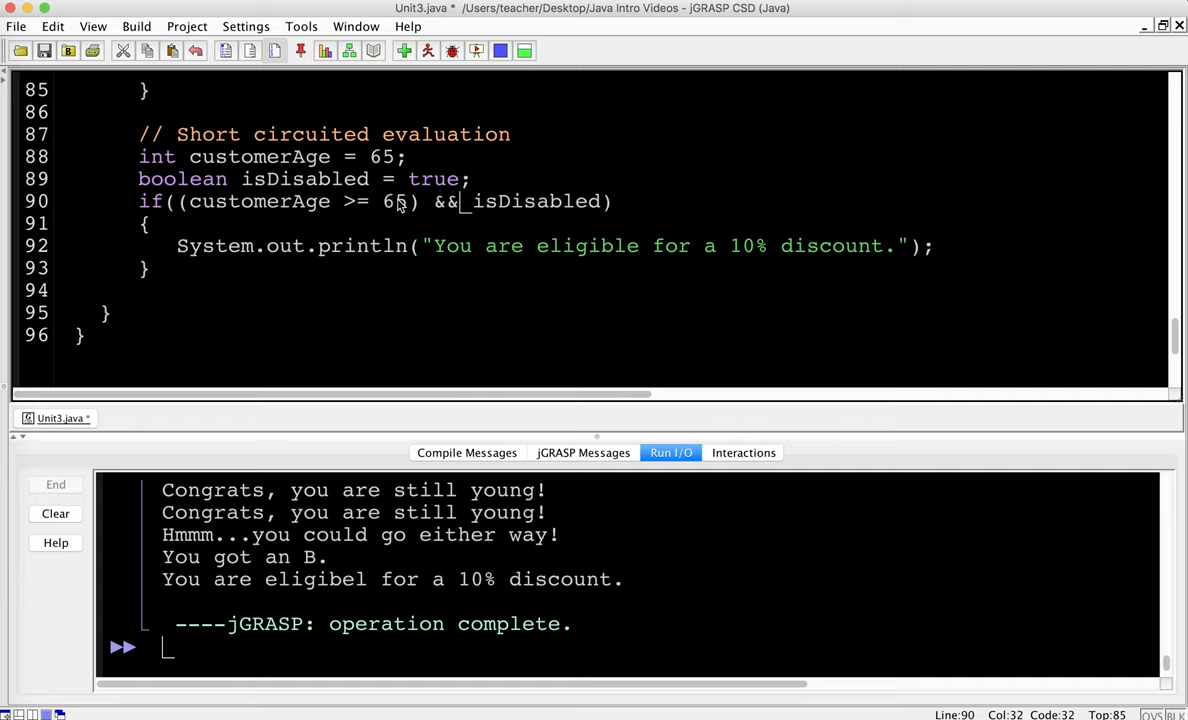 Unit3.java * /Users/teacher/Desktop/Java Intro Videos - jGRASP CSD (Java)
File Edit View Build Project Settings Tools Window Help
85 }
86
87 // Short circuited evaluation
88 int customerAge = 65;
89 boolean isDisabled = true;
90 if((customerAge >= 65) && isDisabled)
91 {
92 System.out.println("You are eligible for a 10% discount.");
93 }
94
95 }
96 }
Unit3.java *
Compile Messages jGRASP Messages Run I/O Interactions
End
Clear
Help
Congrats, you are still young!
Congrats, you are still young!
Hmmm...you could go either way!
You got an B.
You are eligibel for a 10% discount.
----jGRASP: operation complete.
Line:90 Col:32 Code:32 Top:85 OVS BLK